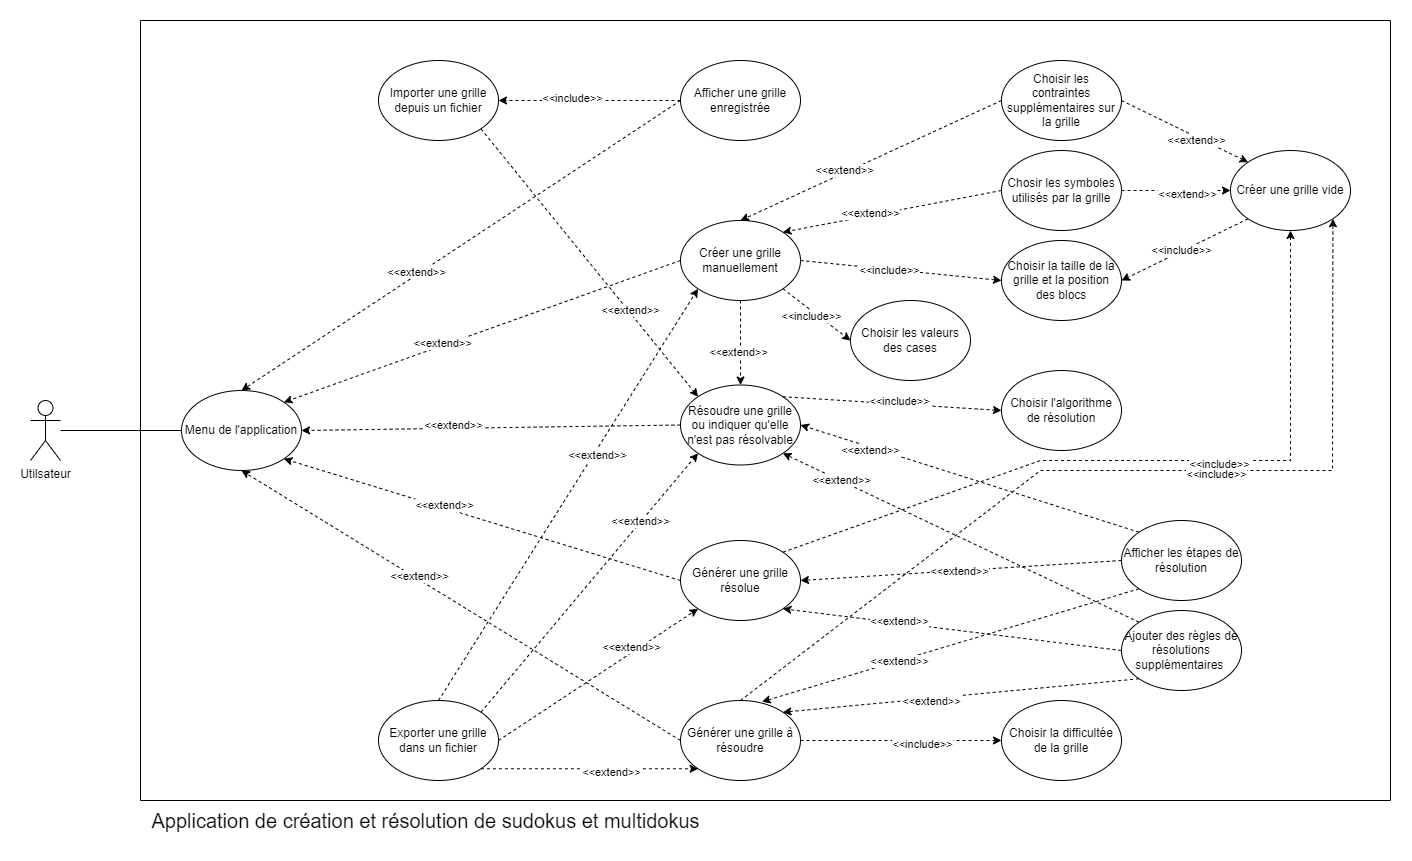 Importer une grille
depuis un fichier
<<include>>
Afficher une grille
enregistrée
Choisir les
contraintes
supplémentaires sur
la grille
<<extend>>
<<extend>>
Chosir les symboles
utilisés par la grille
<<extend>>
<<extend>>
Créer une grille vide
Créer une grille
manuellement
<<extend>>
<<include>>
Choisir la taille de la
grille et la position
des blocs
<<include>>
<<extend>>
<<include>>
Choisir les valeurs
des cases
<<extend>>
<<extend>>
Menu de l'application
Utilsateur
<<extend>>
Résoudre une grille
ou indiquer qu'elle
n'est pas résolvable
<<include>>
Choisir l'algorithme
de résolution
<<extend>>
<<extend>>
<<include>>
<<include>>
<<extend>>
<<extend>>
<<extend>>
Générer une grille
résolue
<<extend>>
Afficher les étapes de
résolution
<<extend>>
<<extend>>
<<extend>>
<<extend>>
Ajouter des règles de
résolutions
supplémentaires
<<extend>>
Exporter une grille
dans un fichier
<<extend>>
Générer une grille à
résoudre
<<include>>
Choisir la difficultée
de la grille
Application de création et résolution de sudokus et multidokus